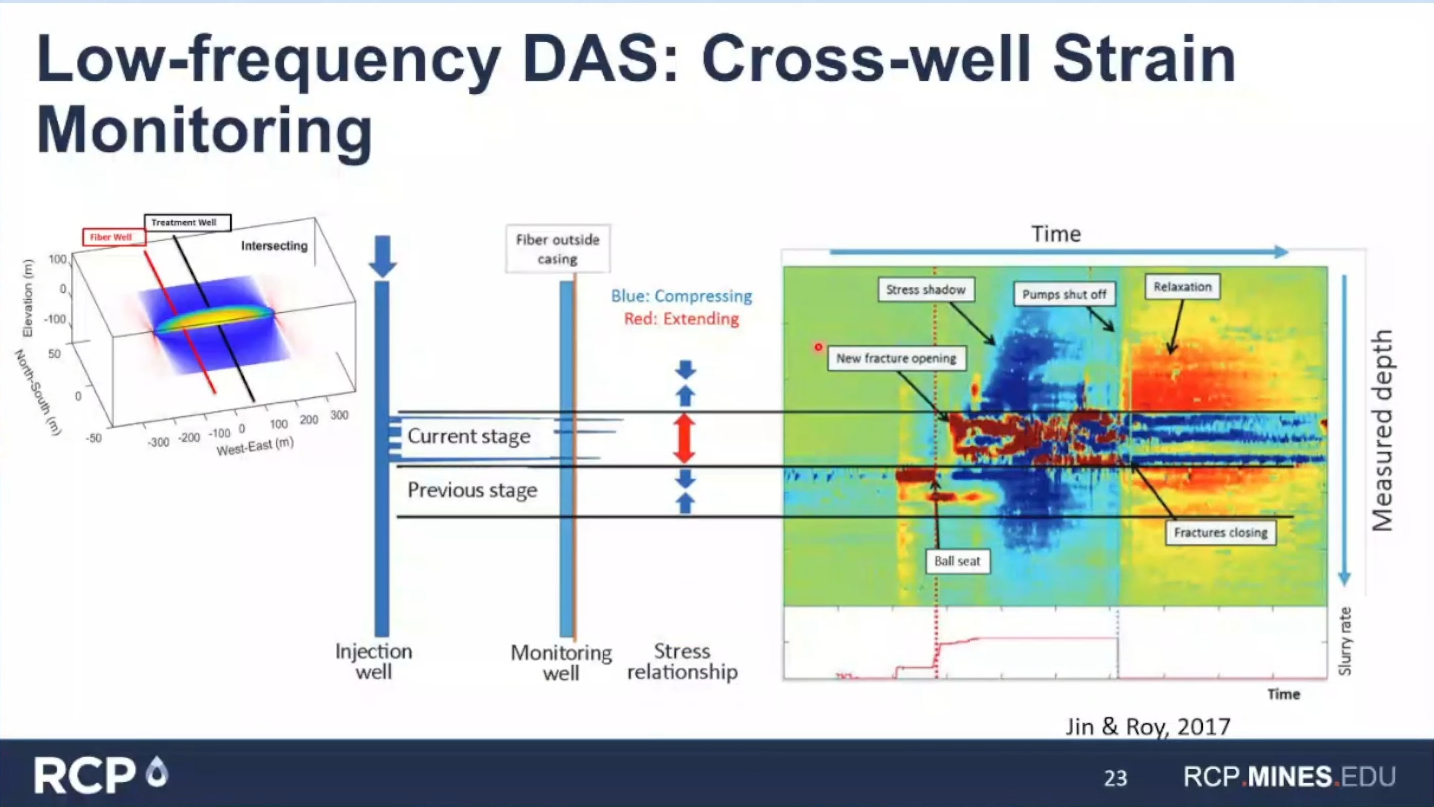 Low-frequency DAS: Cross-well Strain
Monitoring
Treatment Well
Fiber Well
Intersecting
Elevation (m)
100
0
-100
North-South (m)
50
0
-50
-300 -200 -100 0 100 200 300
West-East (m)
Fiber outside
casing
Blue: Compressing
Red: Extending
Current stage
Previous stage
Injection
well
Monitoring
well
Stress
relationship
Time
Stress shadow
Pumps shut off
Relaxation
New fracture opening
Fractures closing
Ball seat
Measured depth
Slurry rate
Time
Jin & Roy, 2017
RCP
23
RCP.MINES.EDU